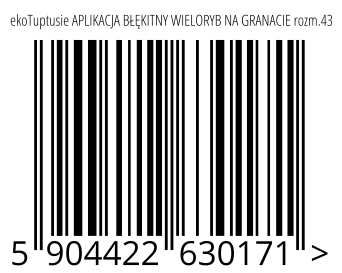 ekoTuptusie APLIKACJA BŁĘKITNY WIELORYB NA GRANACIE rozm.43
5 904422 630171 >